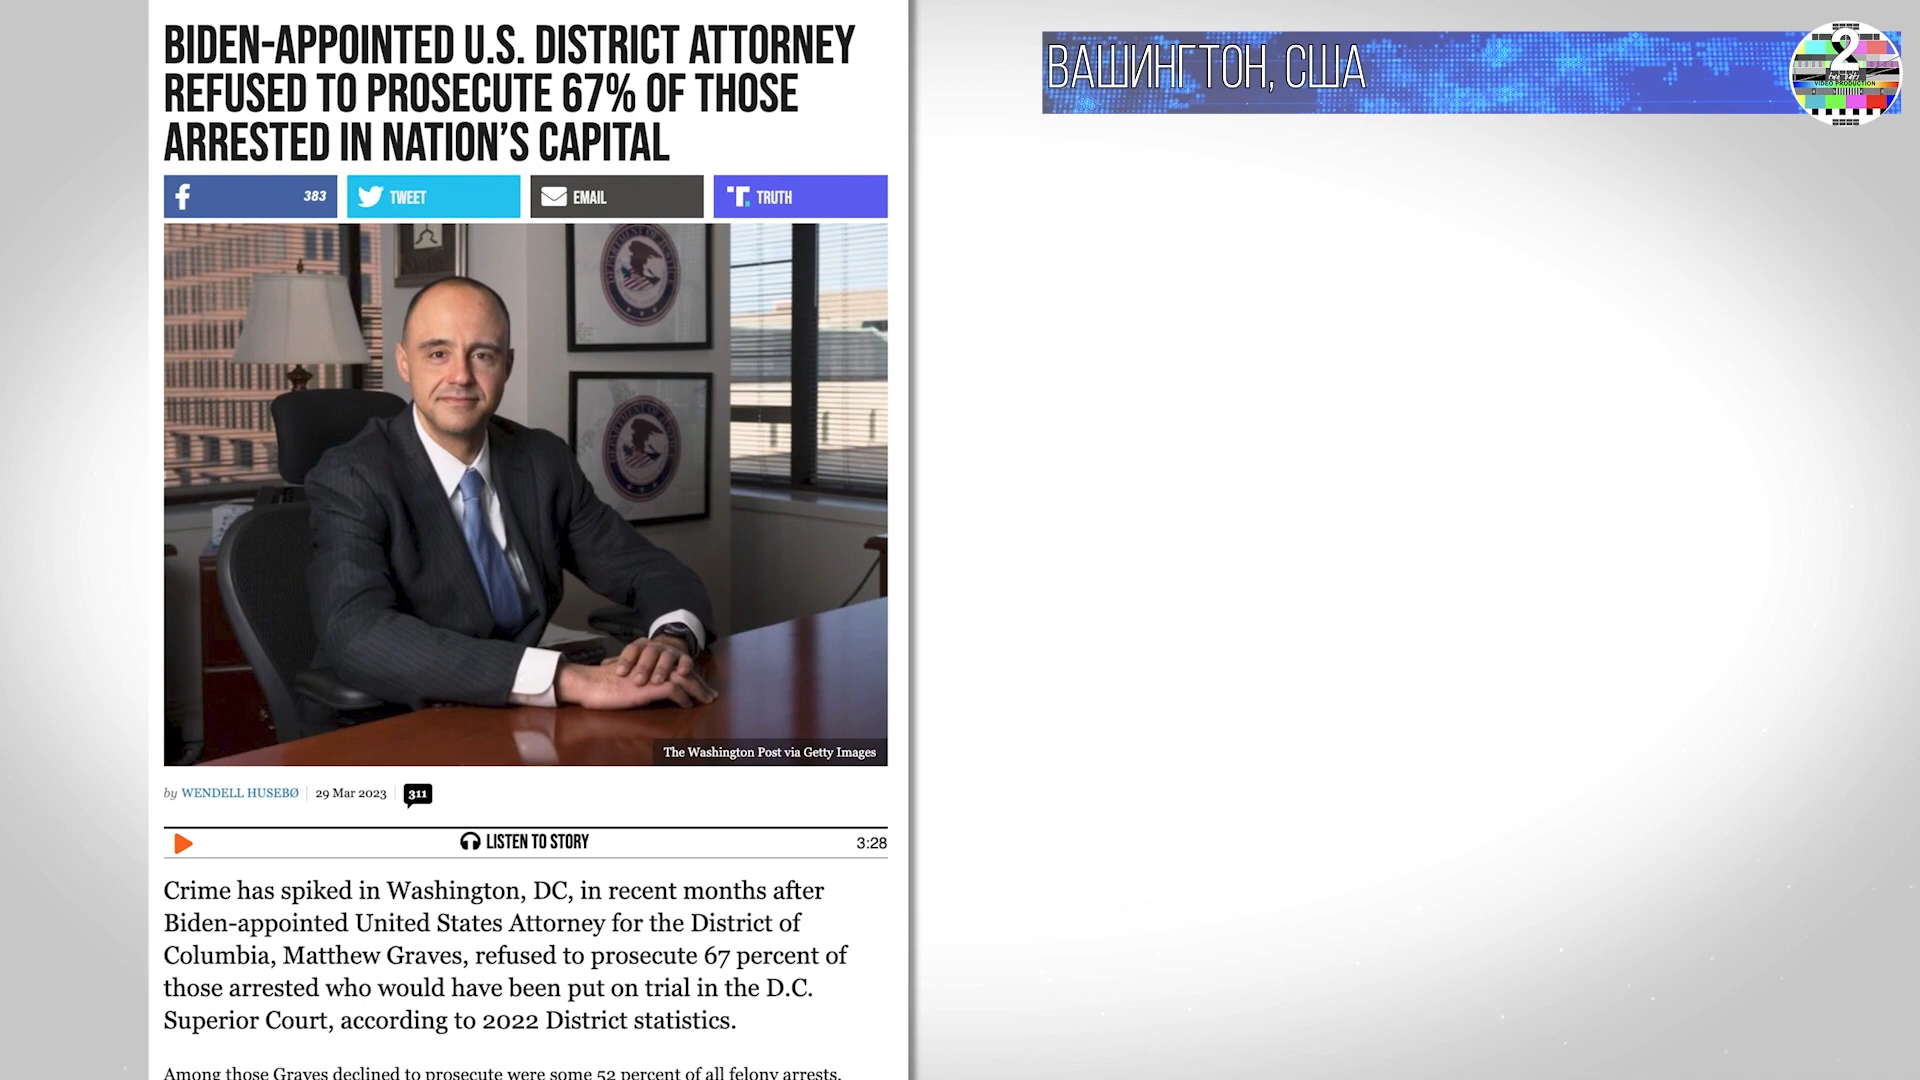 BIDEN-APPOINTED U.S. DISTRICT ATTORNEY
REFUSED TO PROSECUTE 67% OF THOSE
ARRESTED IN NATION’S CAPITAL
383
TWEET
EMAIL
TRUTH
The Washington Post via Getty Images
by WENDELL HUSEBØ 29 Mar 2023 311
LISTEN TO STORY
3:28
Crime has spiked in Washington, DC, in recent months after
Biden-appointed United States Attorney for the District of
Columbia, Matthew Graves, refused to prosecute 67 percent of
those arrested who would have been put on trial in the D.C.
Superior Court, according to 2022 District statistics.
Among those Graves declined to prosecute were some 52 percent of all felony arrests,
ВАШИНГТОН, США
2
VIDEO PRODUCTION